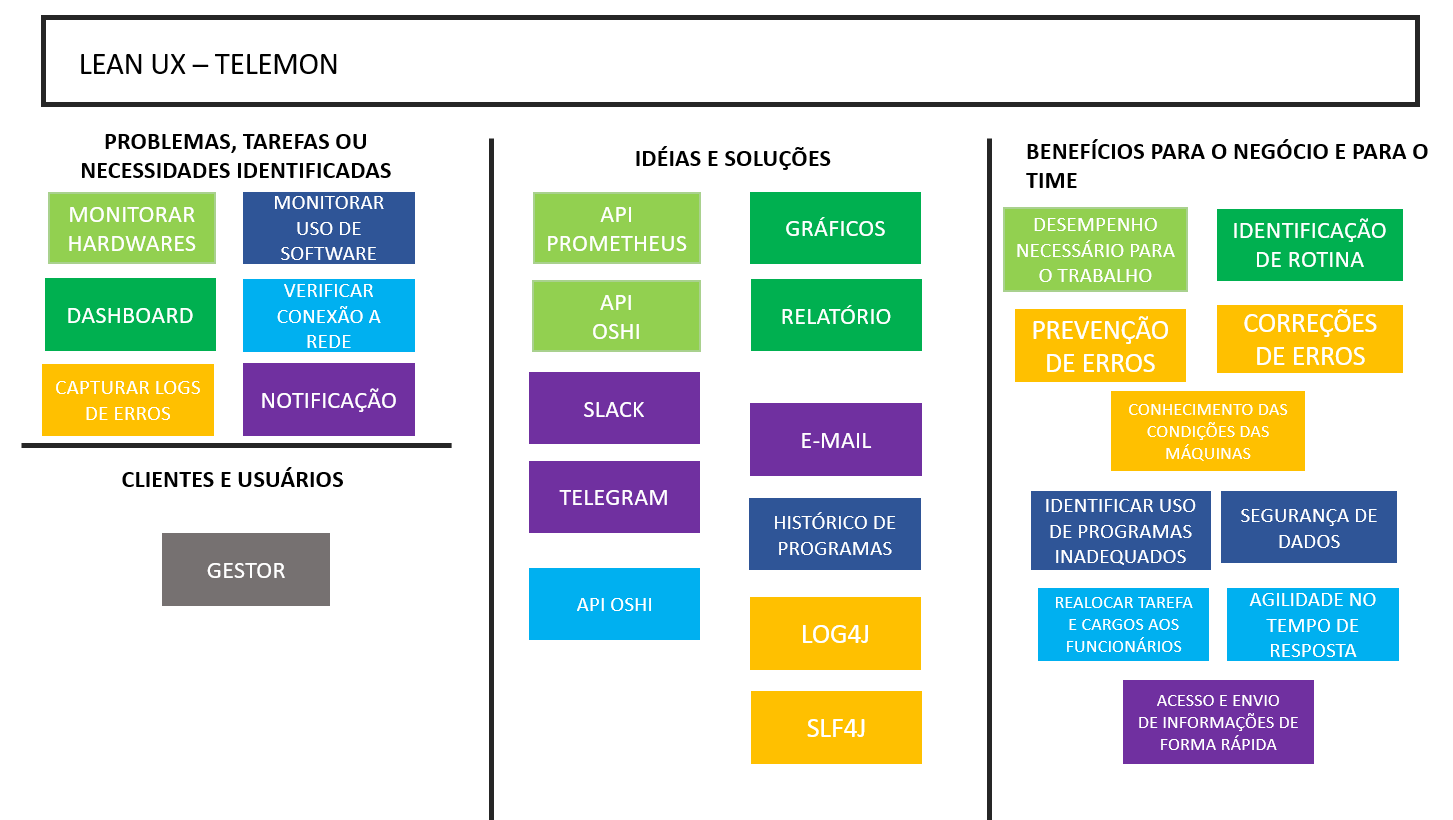 LEAN UX – TELEMON
PROBLEMAS, TAREFAS OU
NECESSIDADES IDENTIFICADAS
MONITORAR
HARDWARES
MONITORAR
USO DE
SOFTWARE
DASHBOARD
VERIFICAR
CONEXÃO A
REDE
CAPTURAR LOGS
DE ERROS
NOTIFICAÇÃO
CLIENTES E USUÁRIOS
GESTOR
IDÉIAS E SOLUÇÕES
API
PROMETHEUS
GRÁFICOS
API
OSHI
RELATÓRIO
SLACK
E-MAIL
TELEGRAM
HISTÓRICO DE
PROGRAMAS
API OSHI
LOG4J
SLF4J
BENEFÍCIOS PARA O NEGÓCIO E PARA O
TIME
DESEMPENHO
NECESSÁRIO PARA
O TRABALHO
IDENTIFICAÇÃO
DE ROTINA
PREVENÇÃO
DE ERROS
CORREÇÕES
DE ERROS
CONHECIMENTO DAS
CONDIÇÕES DAS
MÁQUINAS
IDENTIFICAR USO
DE PROGRAMAS
INADEQUADOS
SEGURANÇA DE
DADOS
REALOCAR TAREFA
E CARGOS AOS
FUNCIONÁRIOS
AGILIDADE NO
TEMPO DE
RESPOSTA
ACESSO E ENVIO
DE INFORMAÇÕES DE
FORMA RÁPIDA